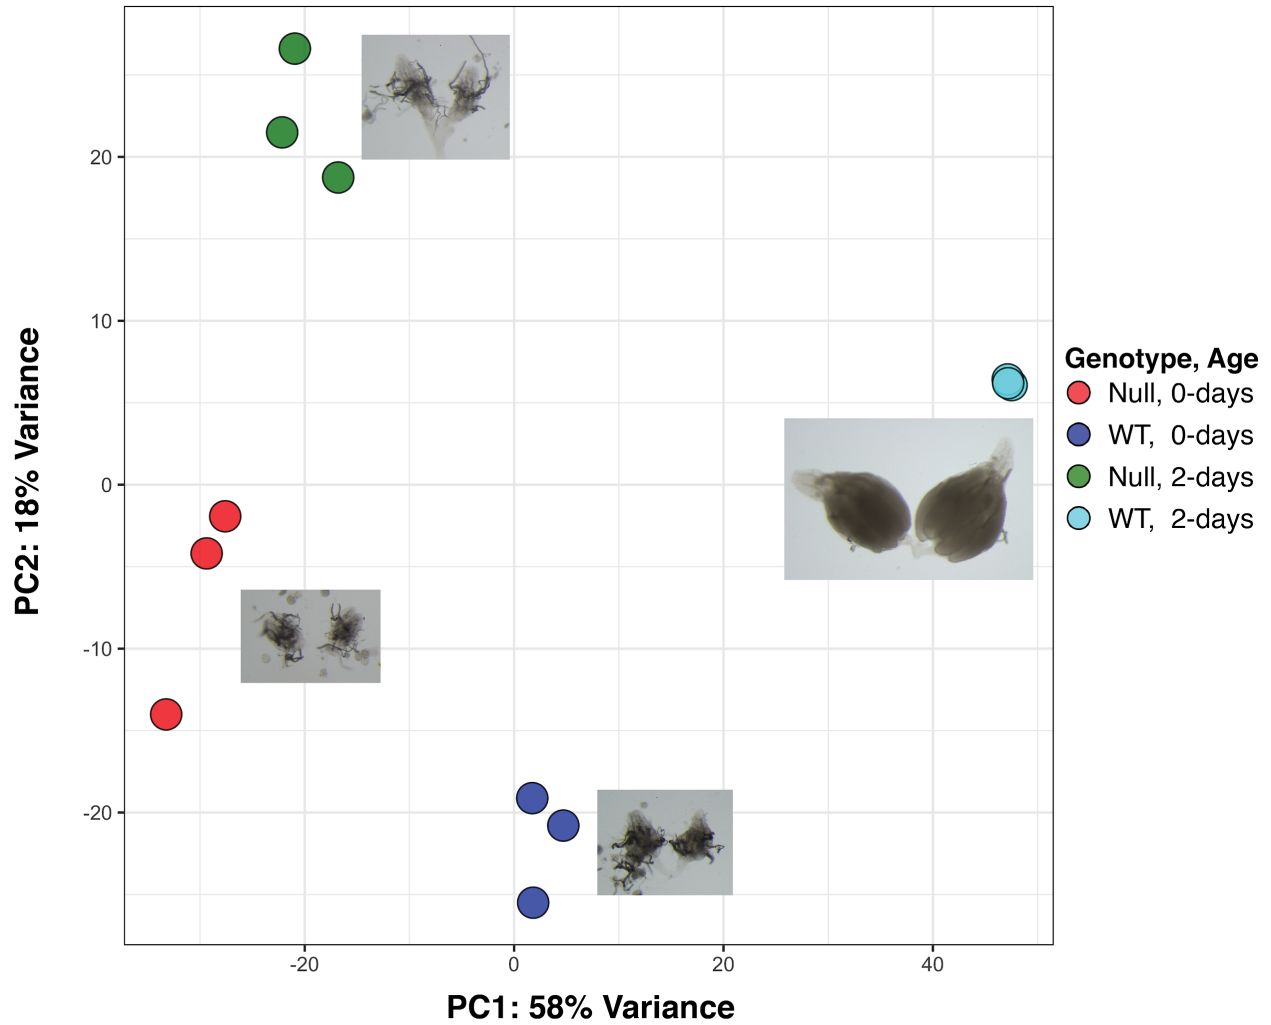 20
10
0
-10
-20
-20
0
20
40
PC2: 18% Variance
PC1: 58% Variance
Genotype, Age
Null, 0-days
WT, 0-days
Null, 2-days
WT, 2-days